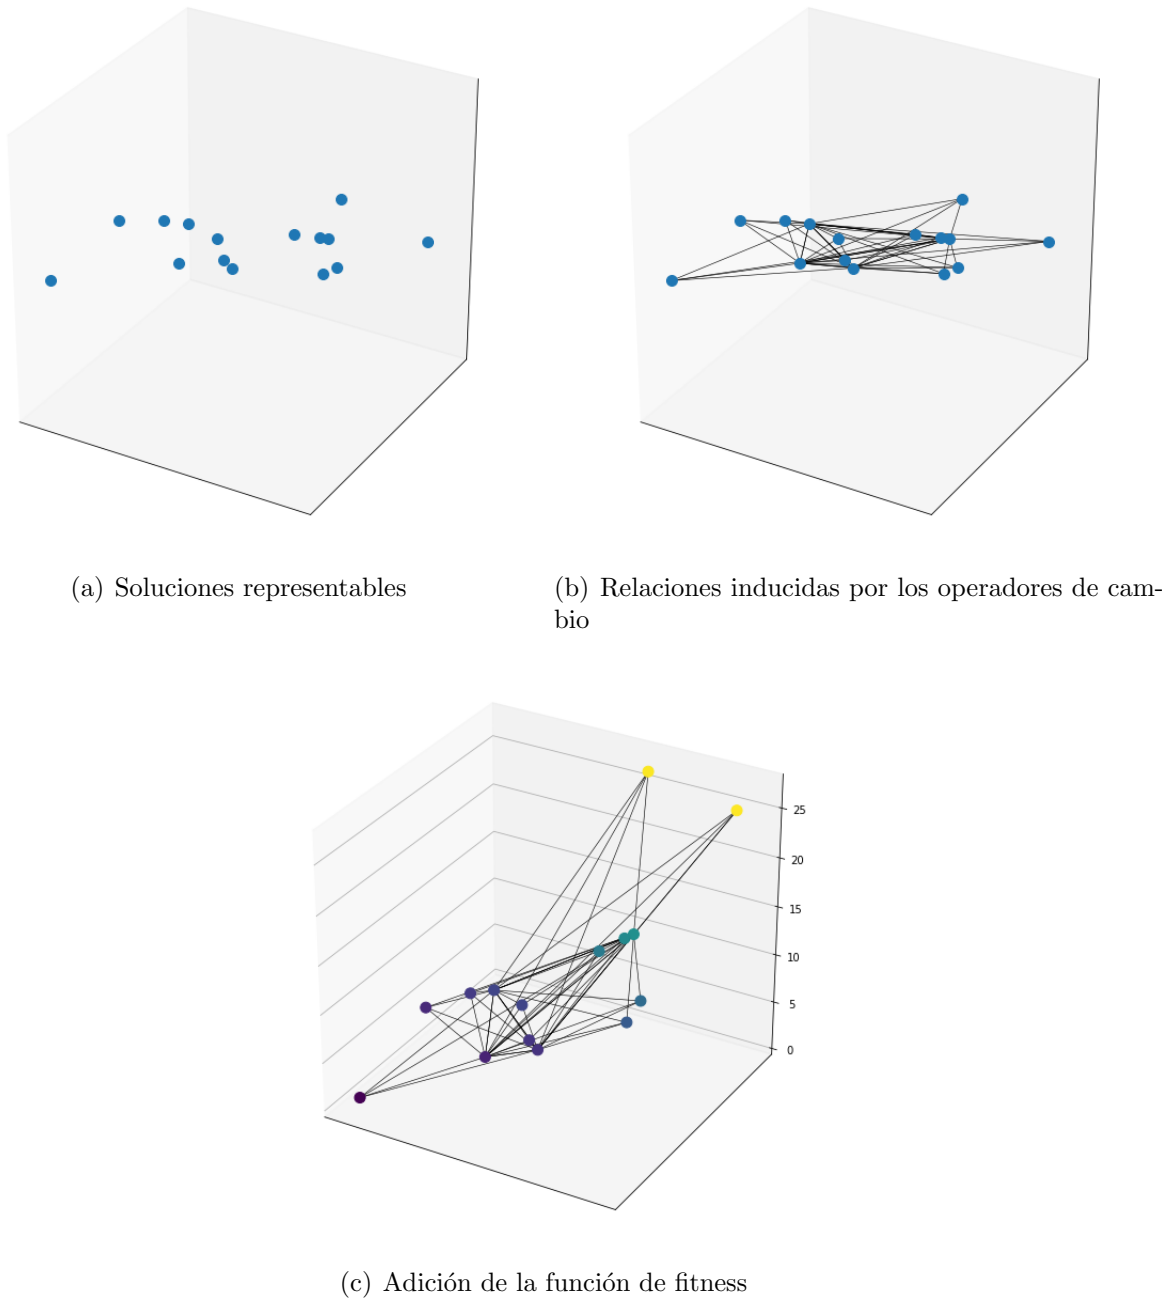 (a) Soluciones representables
(b) Relaciones inducidas por los operadores de cam-
bio
25
20
15
10
5
0
(c) Adición de la función de fitness